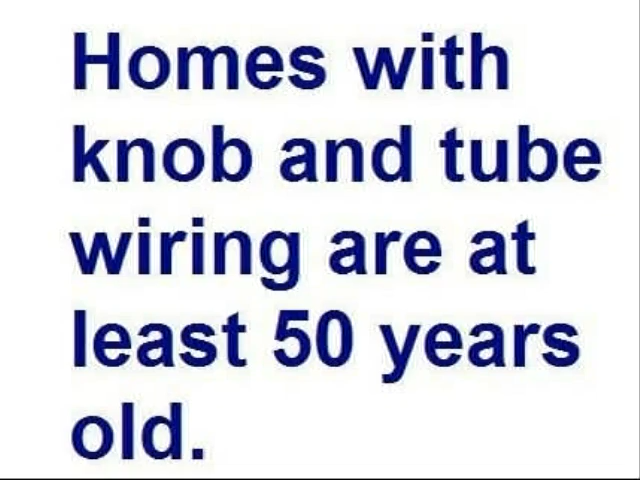 Homes with
knob and tube
wiring are at
least 50 years
old.